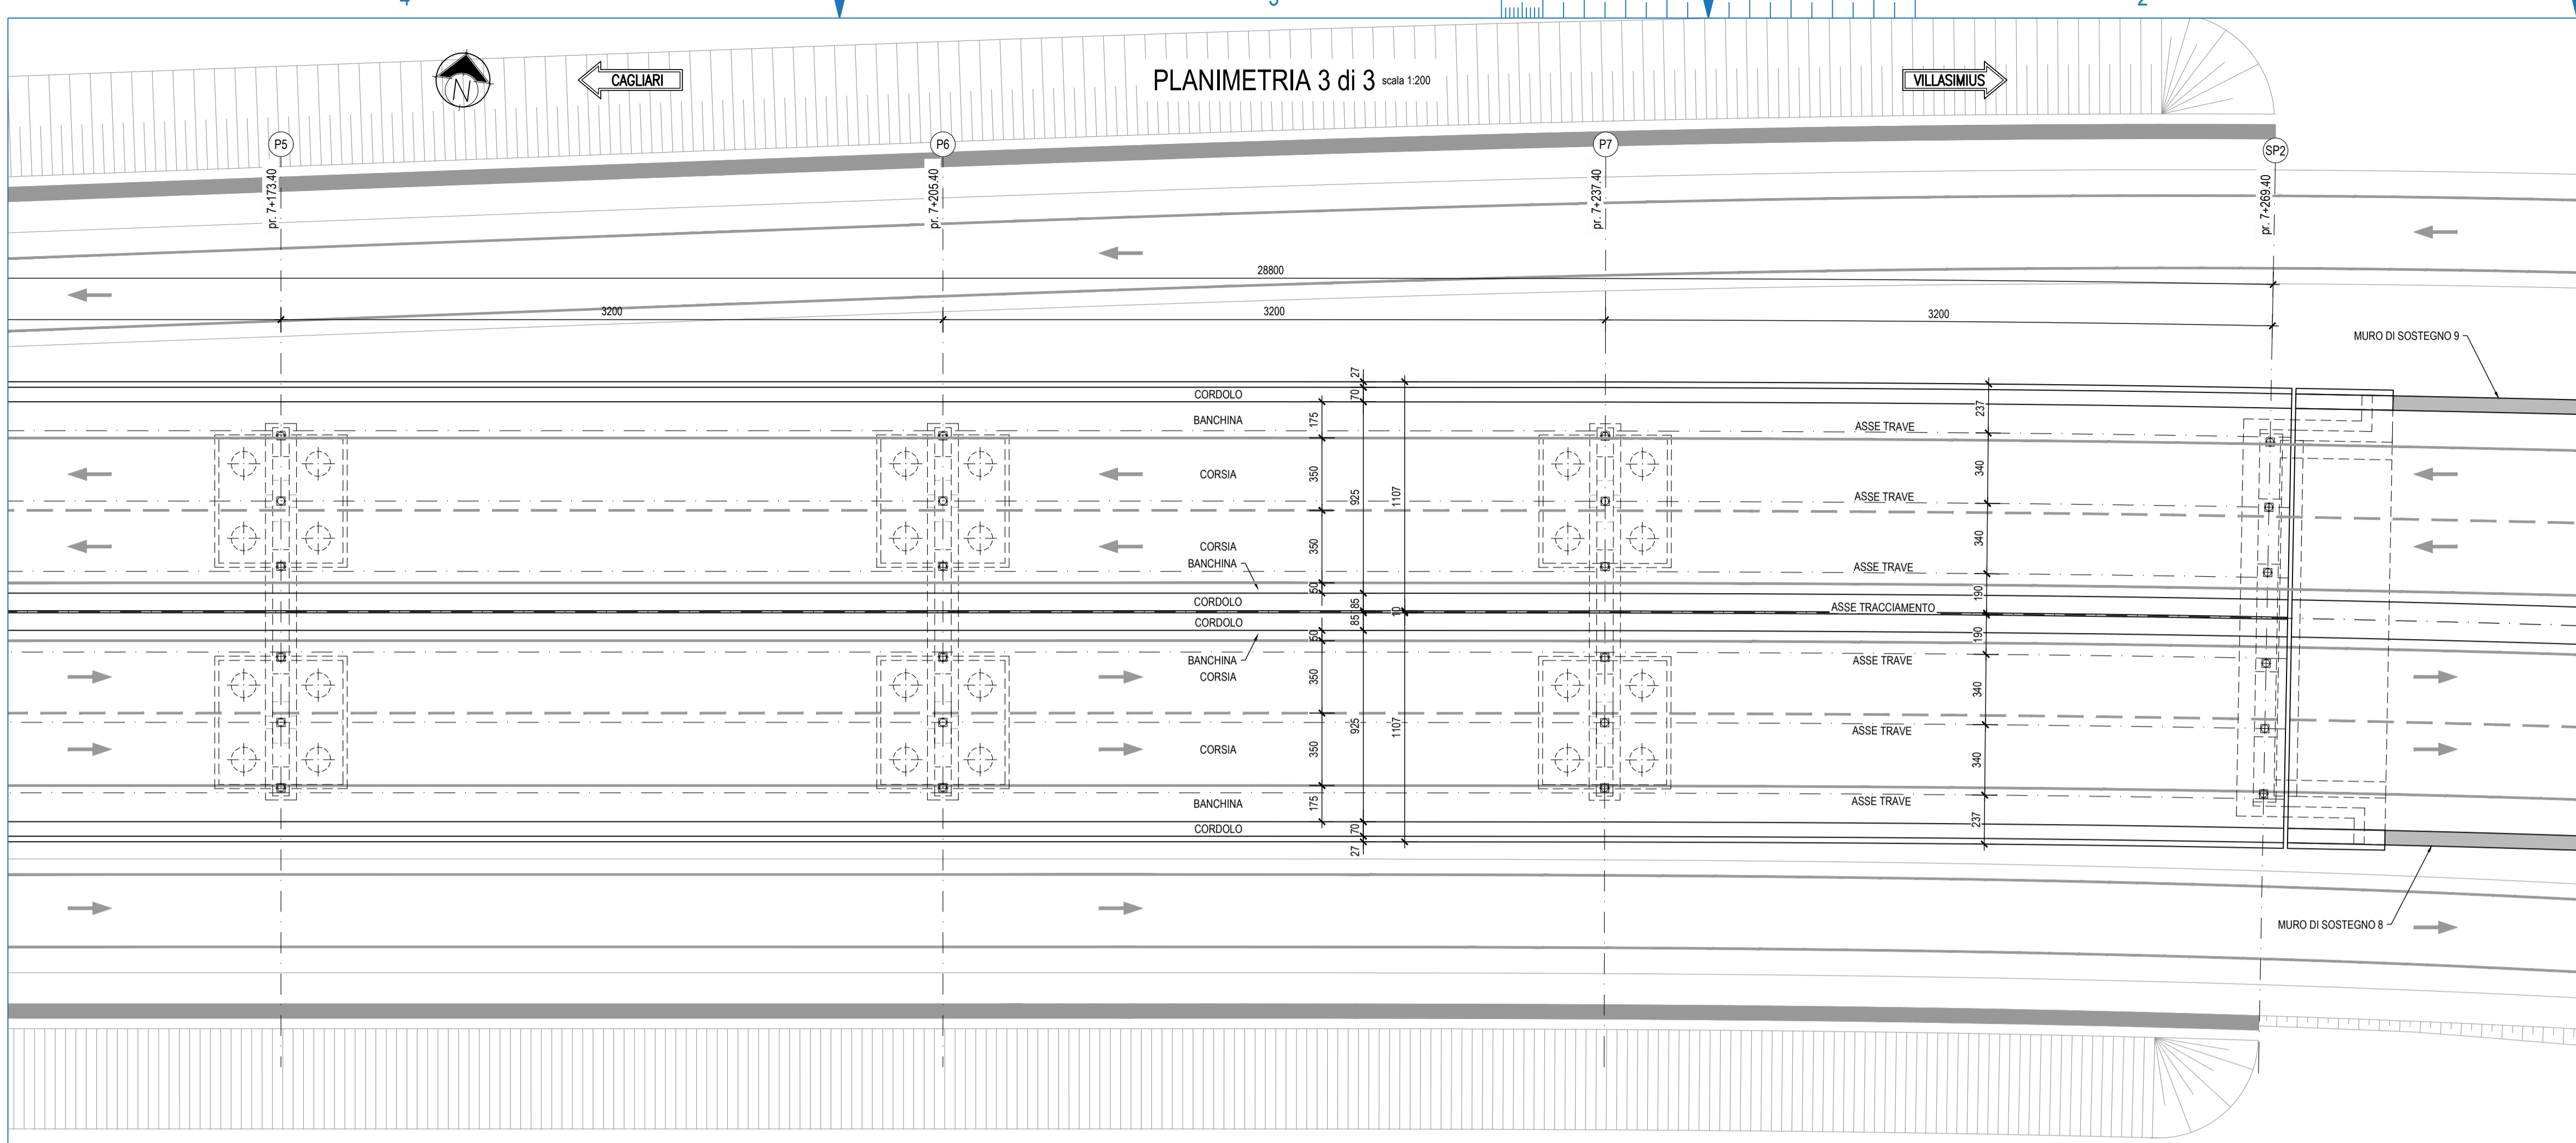 4
3
2
CAGLIARI
PLANIMETRIA 3 di 3 scala 1:200
VILLASIMIUS
N
P5
P6
P7
SP2
pr. 7+173.40
pr. 7+205.40
pr. 7+237.40
pr. 7+269.40
28800
3200
3200
3200
MURO DI SOSTEGNO 9
27
70
CORDOLO
237
BANCHINA
175
ASSE TRAVE
CORSIA
350
340
925
1107
ASSE TRAVE
CORSIA
350
340
BANCHINA
ASSE TRAVE
50
190
CORDOLO
85
10
ASSE TRACCIAMENTO
CORDOLO
85
50
190
BANCHINA
ASSE TRAVE
CORSIA
350
340
925
1107
ASSE TRAVE
CORSIA
350
340
BANCHINA
175
ASSE TRAVE
237
CORDOLO
70
27
MURO DI SOSTEGNO 8